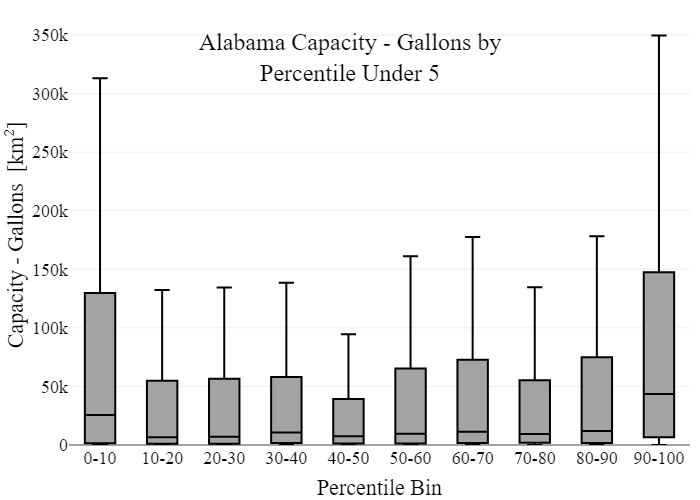 Alabama Capacity - Gallons by
Percentile Under 5
Capacity - Gallons [km²]
350k
300k
250k
200k
150k
100k
50k
0
0-10 10-20 20-30 30-40 40-50 50-60 60-70 70-80 80-90 90-100
Percentile Bin